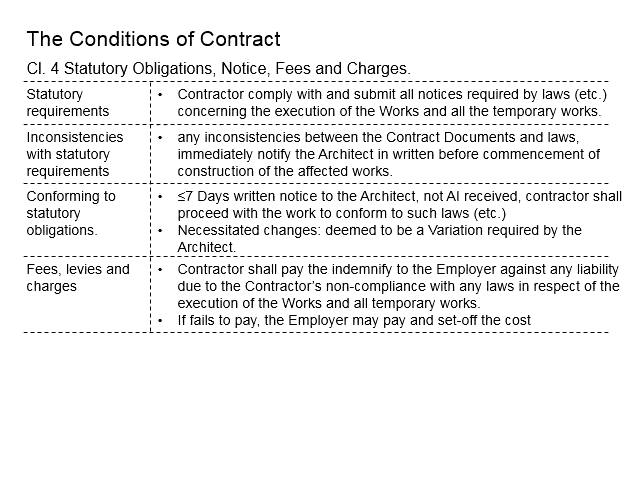 The Conditions of Contract
Cl. 4 Statutory Obligations, Notice, Fees and Charges.
Statutory
requirements
• Contractor comply with and submit all notices required by laws (etc.)
concerning the execution of the Works and all the temporary works.
Inconsistencies
with statutory
requirements
• any inconsistencies between the Contract Documents and laws,
immediately notify the Architect in written before commencement of
construction of the affected works.
Conforming to
statutory
obligations.
• ≤7 Days written notice to the Architect, not AI received, contractor shall
proceed with the work to conform to such laws (etc.)
• Necessitated changes: deemed to be a Variation required by the
Architect.
Fees, levies and
charges
• Contractor shall pay the indemnify to the Employer against any liability
due to the Contractor's non-compliance with any laws in respect of the
execution of the Works and all temporary works.
• If fails to pay, the Employer may pay and set-off the cost